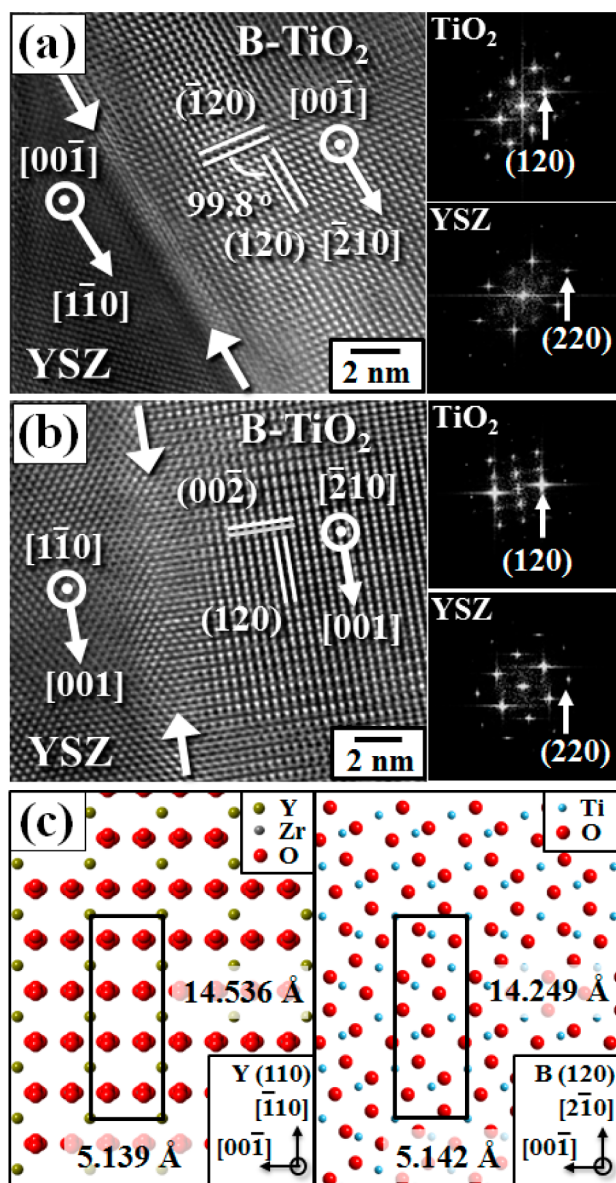 (a)
B-TiO₂
(1̄20)
[001̄]
[001̄]
99.8°
(120)
[2̄10]
[11̄0]
YSZ
2 nm
TiO₂
(120)
YSZ
(220)
(b)
B-TiO₂
(002̄)
[2̄10]
[11̄0]
(120)
[001]
[001]
YSZ
2 nm
TiO₂
(120)
YSZ
(220)
(c)
Y
Zr
O
14.536 Å
Y (110)
[1̄10]
[001̄]
5.139 Å
Ti
O
14.249 Å
B (120)
[21̄0]
[001̄]
5.142 Å